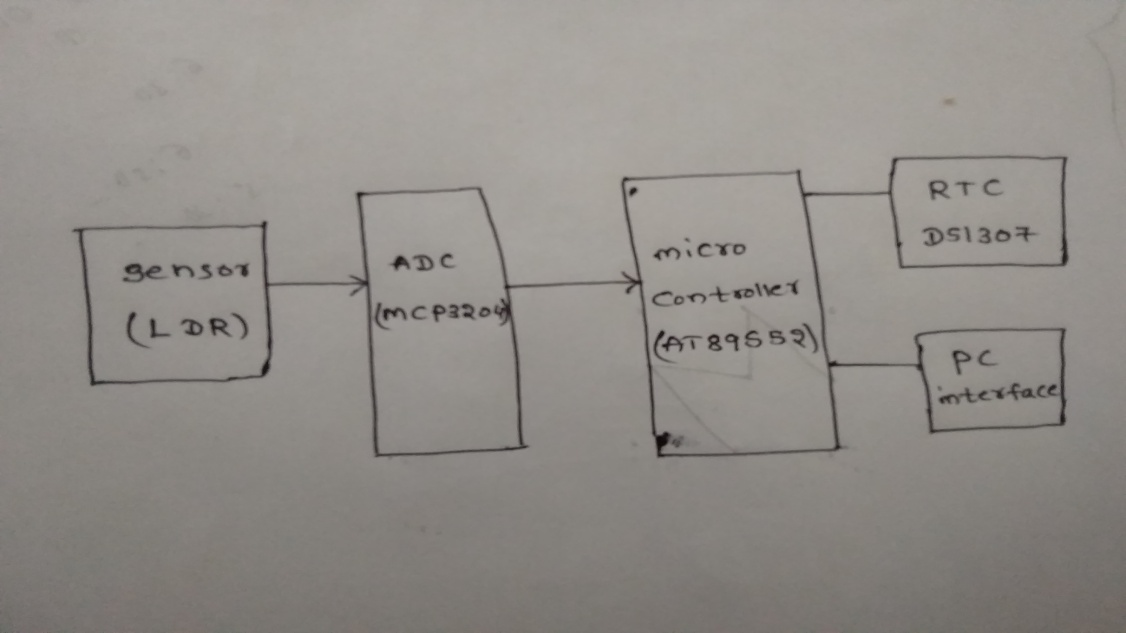 sensor
(LDR)
ADC
(MCP3204)
micro
controller
(AT89S52)
RTC
DS1307
PC
interface